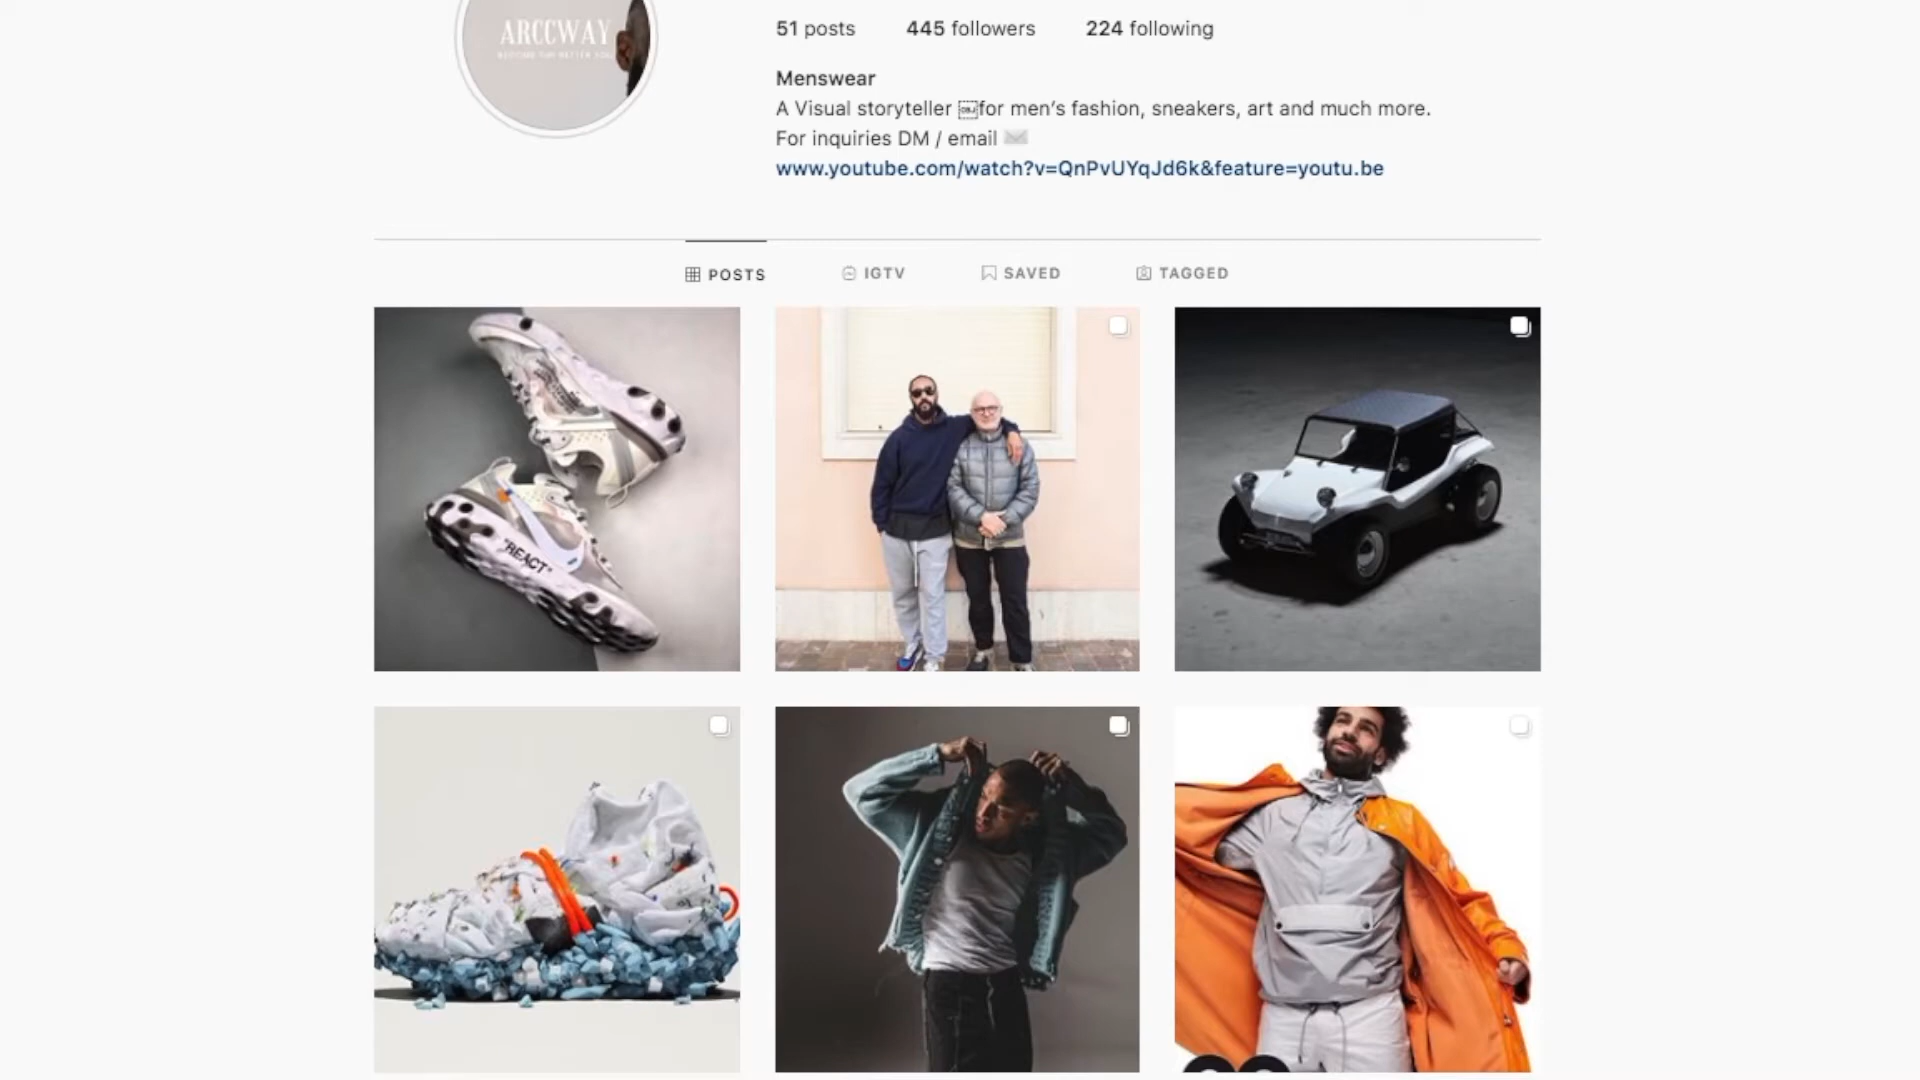 ARCCWAY
51 posts 445 followers 224 following
Menswear
A Visual storyteller for men’s fashion, sneakers, art and much more.
For inquiries DM / email
www.youtube.com/watch?v=QnPvUYqJd6k&feature=youtu.be
POSTS IGTV SAVED TAGGED
"REACT"